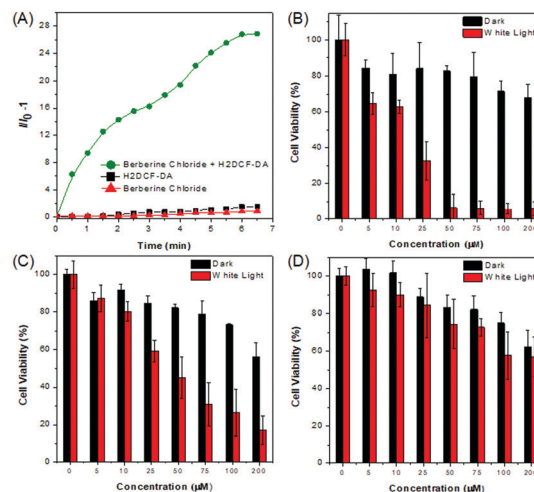 (A)
28
24
20
16
12
8
4
0
I/I0 -1
Berberine Chloride + H2DCF-DA
H2DCF-DA
Berberine Chloride
0 1 2 3 4 5 6 7
Time (min)
(B)
Dark
White Light
100
80
60
40
20
0
Cell Viability (%)
0 5 10 25 50 75 100 200
Concentration (µM)
(C)
Dark
White Light
100
80
60
40
20
0
Cell Viability (%)
0 5 10 25 50 75 100 200
Concentration (µM)
(D)
Dark
White Light
100
80
60
40
20
0
Cell Viability (%)
0 5 10 25 50 75 100 200
Concentration (µM)